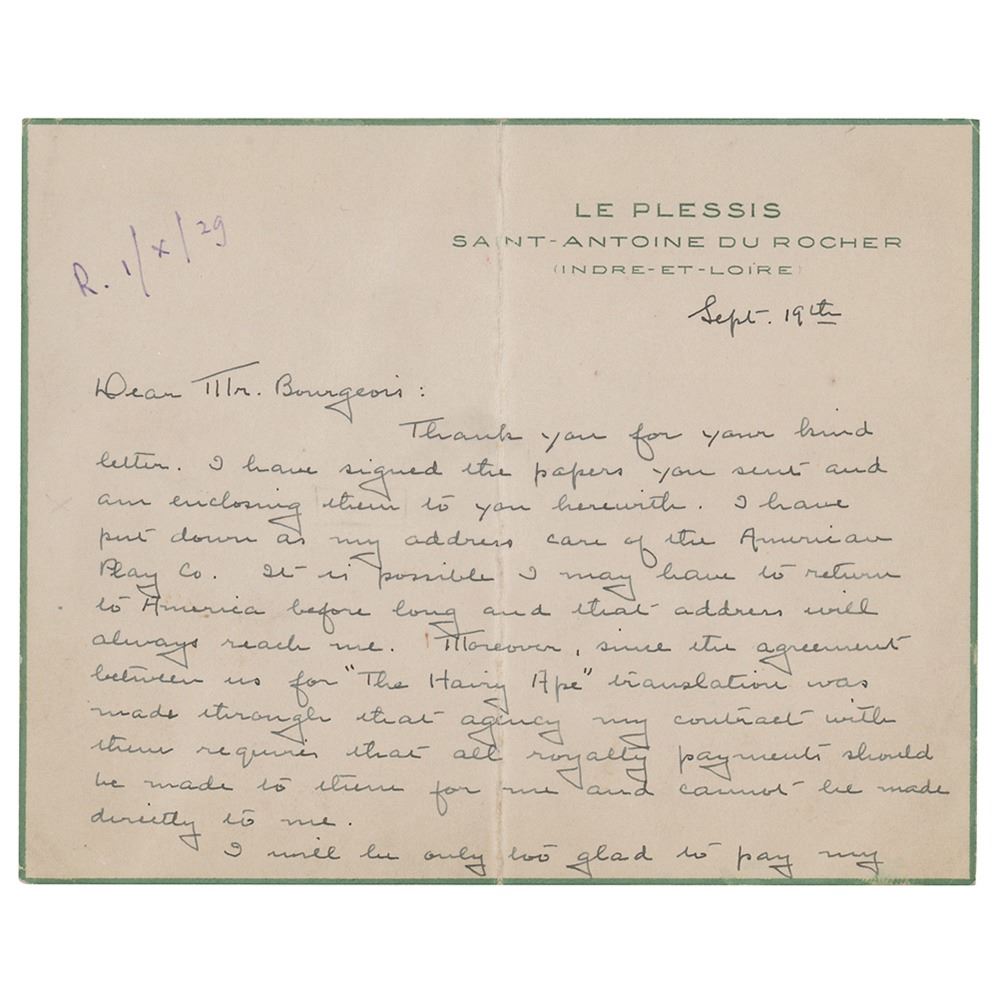 R. 1/X/29
LE PLESSIS
SAINT-ANTOINE DU ROCHER
(INDRE-ET-LOIRE)
Sept. 19th
Dear Mr. Bourgeois:
Thank you for your kind
letter. I have signed the papers you sent and
am enclosing them to you herewith. I have
put down as my address care of the American
Play Co. It is possible I may have to return
to America before long and that address will
always reach me. Moreover, since the agreement
between us for "The Hairy Ape" translation was
made through that agency my contract with
them requires that all royalty payments should
be made to them for me and cannot be made
directly to me.
I will be only too glad to pay my